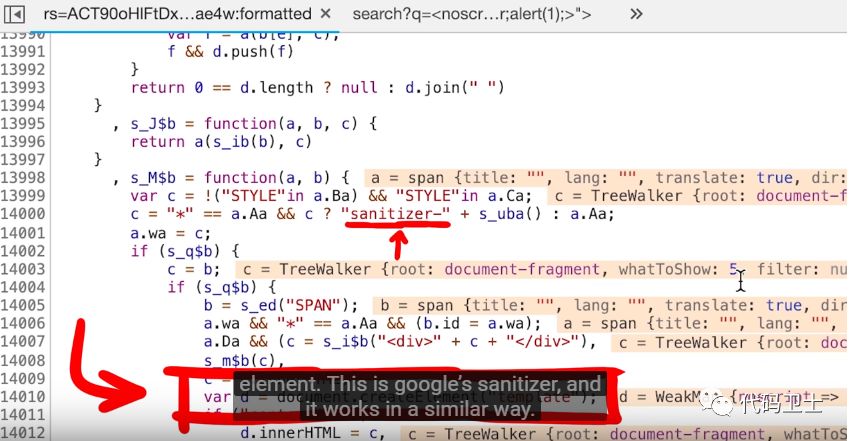 rs=ACT90oHIFtDx…ae4w:formatted × search?q=<noscr…r;alert(1);>"> »
13990 var f = a(b[e], c);
13991 f && d.push(f)
13992 }
13993 return 0 == d.length ? null : d.join(" ")
13994 }
13995 , s_J$b = function(a, b, c) {
13996 return a(s_ib(b), c)
13997 }
13998 , s_M$b = function(a, b) { a = span {title: "", lang: "", translate: true, dir:
13999 var c = !("STYLE"in a.Ba) && "STYLE"in a.Ca; c = TreeWalker {root: document-f
14000 c = "*" == a.Aa && c ? "sanitizer-" + s_uba() : a.Aa;
14001 a.wa = c;
14002 if (s_q$b) {
14003 c = b; c = TreeWalker {root: document-fragment, whatToShow: 5, filter: nu
14004 if (s_q$b) {
14005 b = s_ed("SPAN"); b = span {title: "", lang: "", translate: true, dir
14006 a.wa && "*" == a.Aa && (b.id = a.wa); a = span {title: "", lang: "",
14007 a.Da && (c = s_i$b("<div>" + c + "</div>"), c = TreeWalker {root: doc
14008 s_m$b(c),
14009 c =
element. This is google's sanitizer, and
14010 var d = document.createElement("template"); d = WeakMap {nescript =>
it works in a similar way.
代码卫士
14011 if
14012 d.innerHTML = c, c = TreeWalker {root: document-fragment, whatToShow